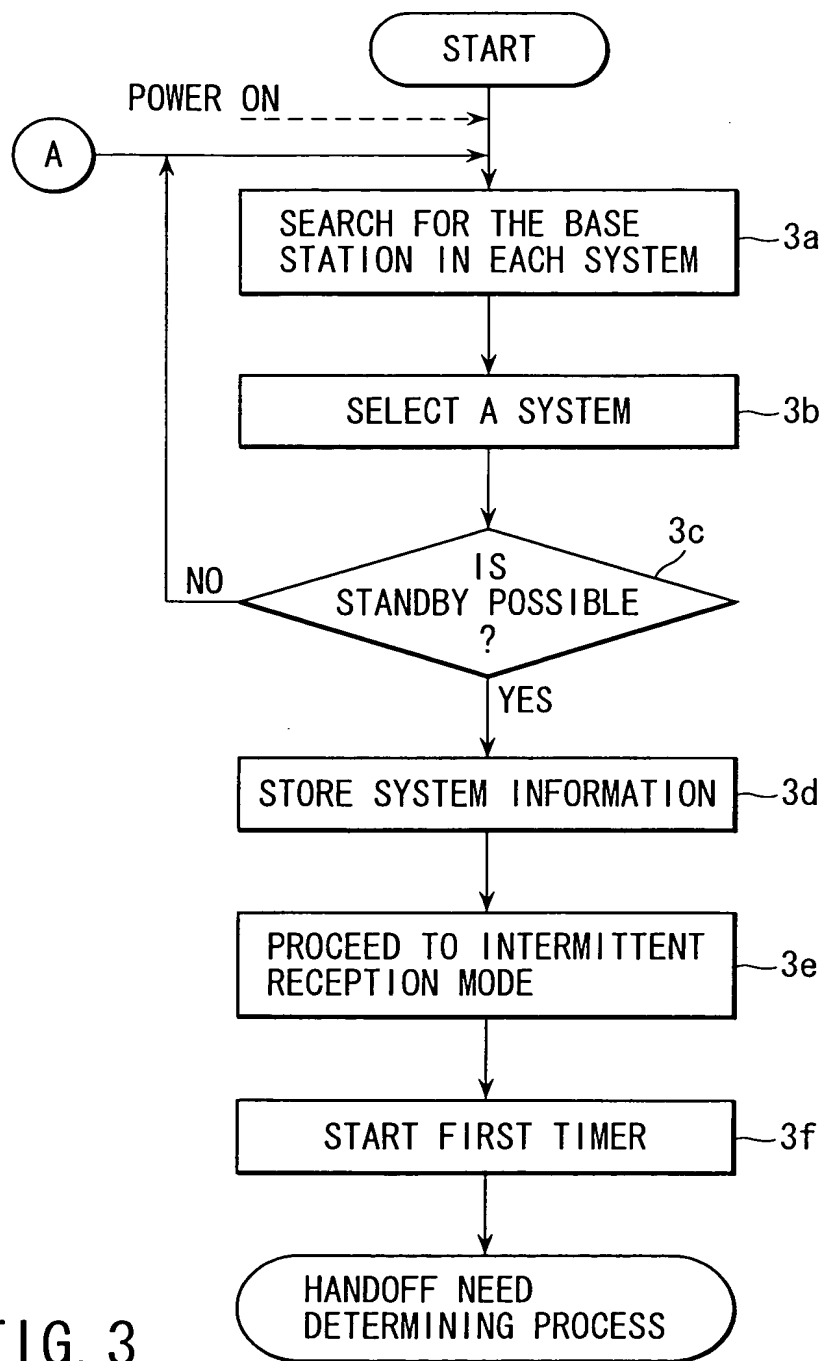 START
POWER ON
A
SEARCH FOR THE BASE
STATION IN EACH SYSTEM
3a
SELECT A SYSTEM
3b
3c
IS
STANDBY POSSIBLE
?
NO
YES
STORE SYSTEM INFORMATION
3d
PROCEED TO INTERMITTENT
RECEPTION MODE
3e
START FIRST TIMER
3f
HANDOFF NEED
DETERMINING PROCESS
FIG. 3